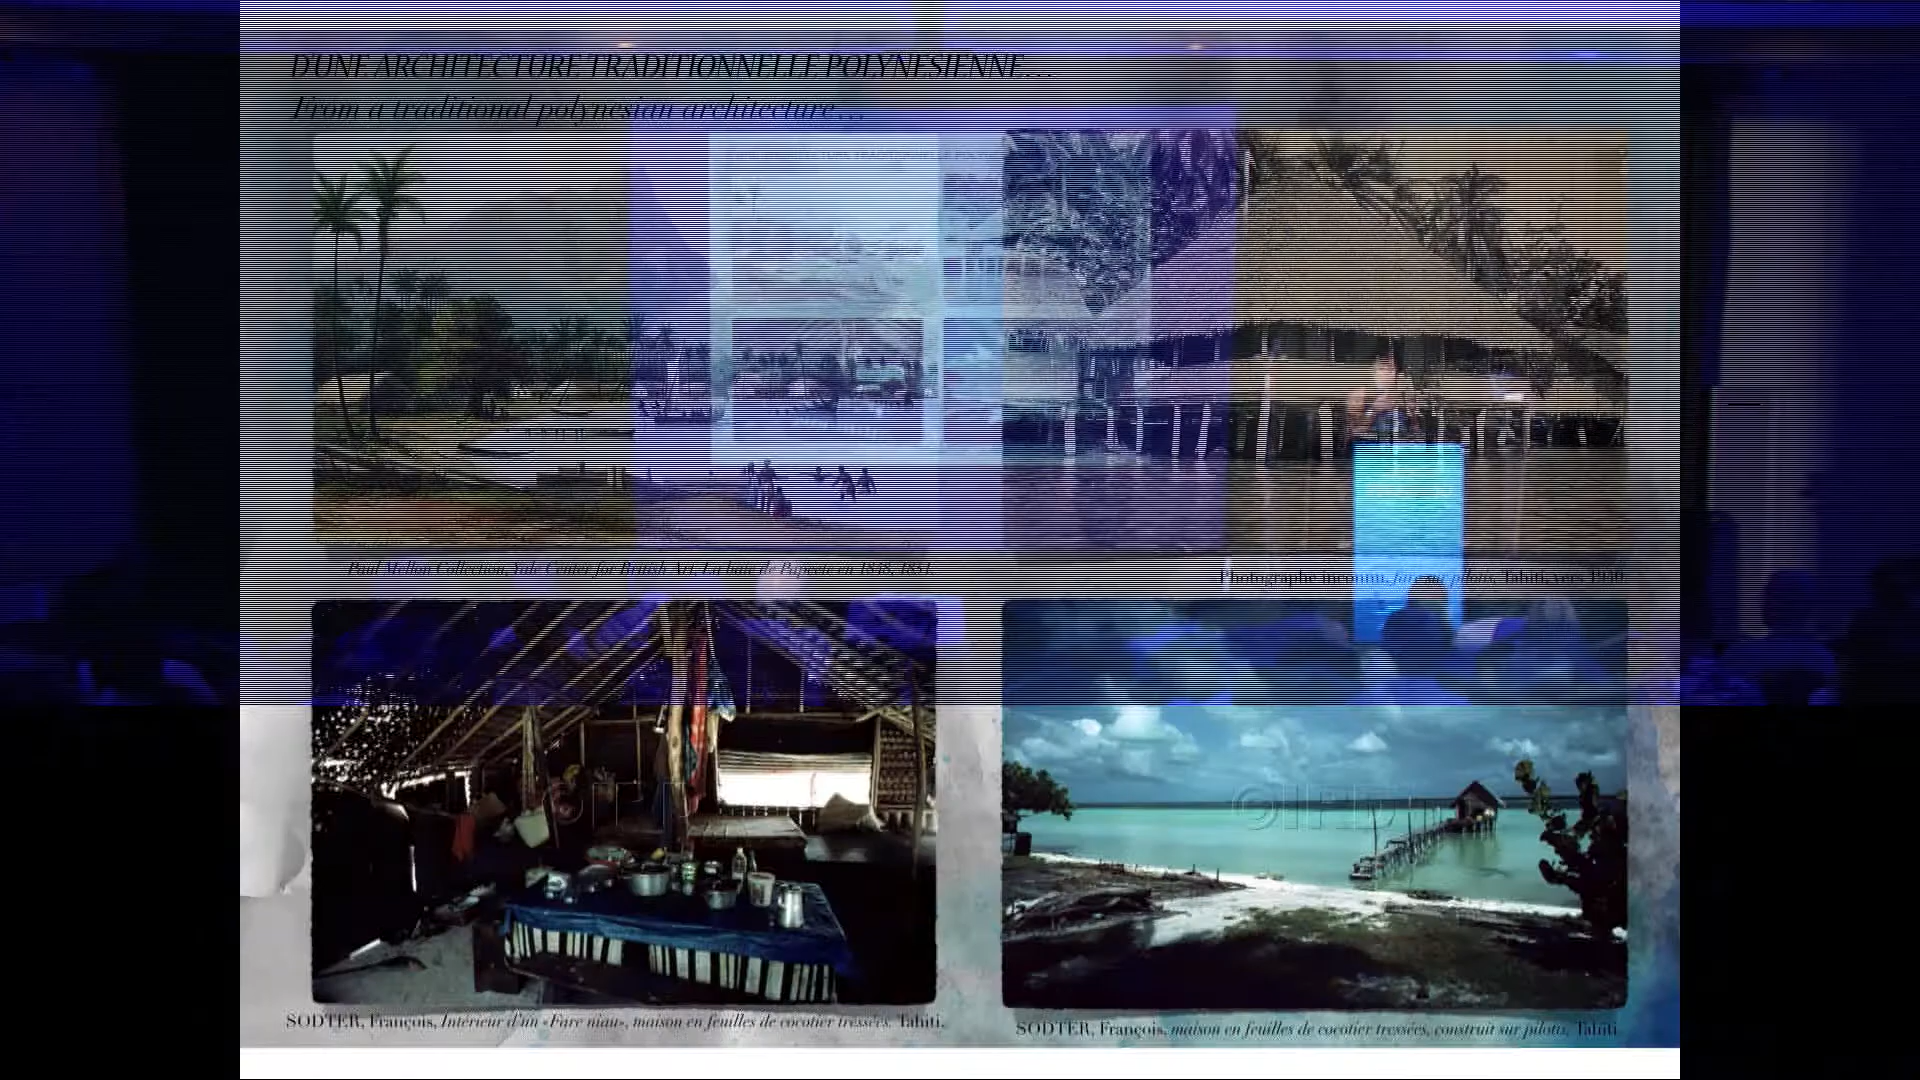 D'UNE ARCHITECTURE TRADITIONNELLE POLYNESIENNE…
From a traditional polynesian architecture…
Paul Mellon Collection, Yale Center for British Art, La baie de Papeete en 1838, 1851.
Photographe inconnu, fare sur pilotis, Tahiti, vers 1900.
SODTER, François, Intérieur d'un «Fare niau», maison en feuilles de cocotier tressées. Tahiti.
SODTER, François, maison en feuilles de cocotier tressées, construit sur pilotis, Tahiti